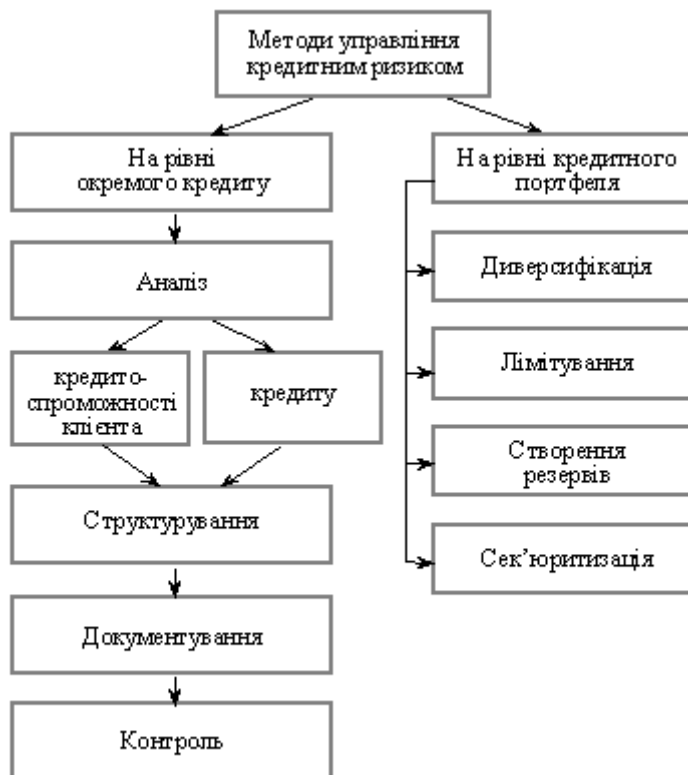 Методи управління
кредитним ризиком
На рівні
окремого кредиту
Аналіз
кредито-
спроможності
клієнта
кредиту
Структурування
Документування
Контроль
На рівні кредитного
портфеля
Диверсифікація
Лімітування
Створення
резервів
Сек’юритизація